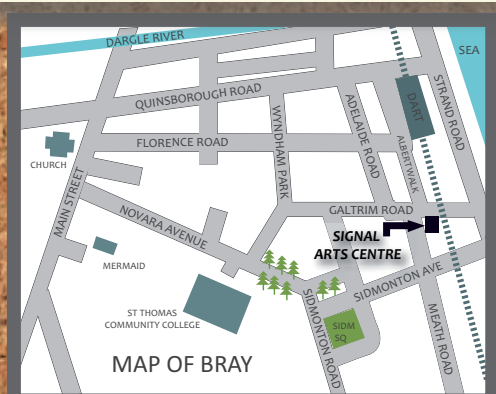 DARGLE RIVER
SEA
QUINSBOROUGH ROAD
DART
STRAND ROAD
FLORENCE ROAD
WYNDHAM PARK
ADELAIDE ROAD
ALBERT WALK
CHURCH
MAIN STREET
NOVARA AVENUE
GALTRIM ROAD
SIGNAL
ARTS CENTRE
MERMAID
SIDMONTON AVE
ST THOMAS
COMMUNITY COLLEGE
SIDMONTON ROAD
SIDM
SQ
MEATH ROAD
MAP OF BRAY